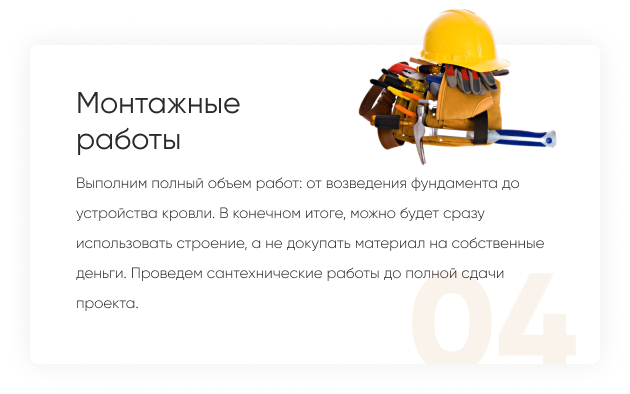 Монтажные
работы
Выполним полный объем работ: от возведения фундамента до
устройства кровли. В конечном итоге, можно будет сразу
использовать строение, а не докупать материал на собственные
деньги. Проведем сантехнические работы до полной сдачи
проекта.
04